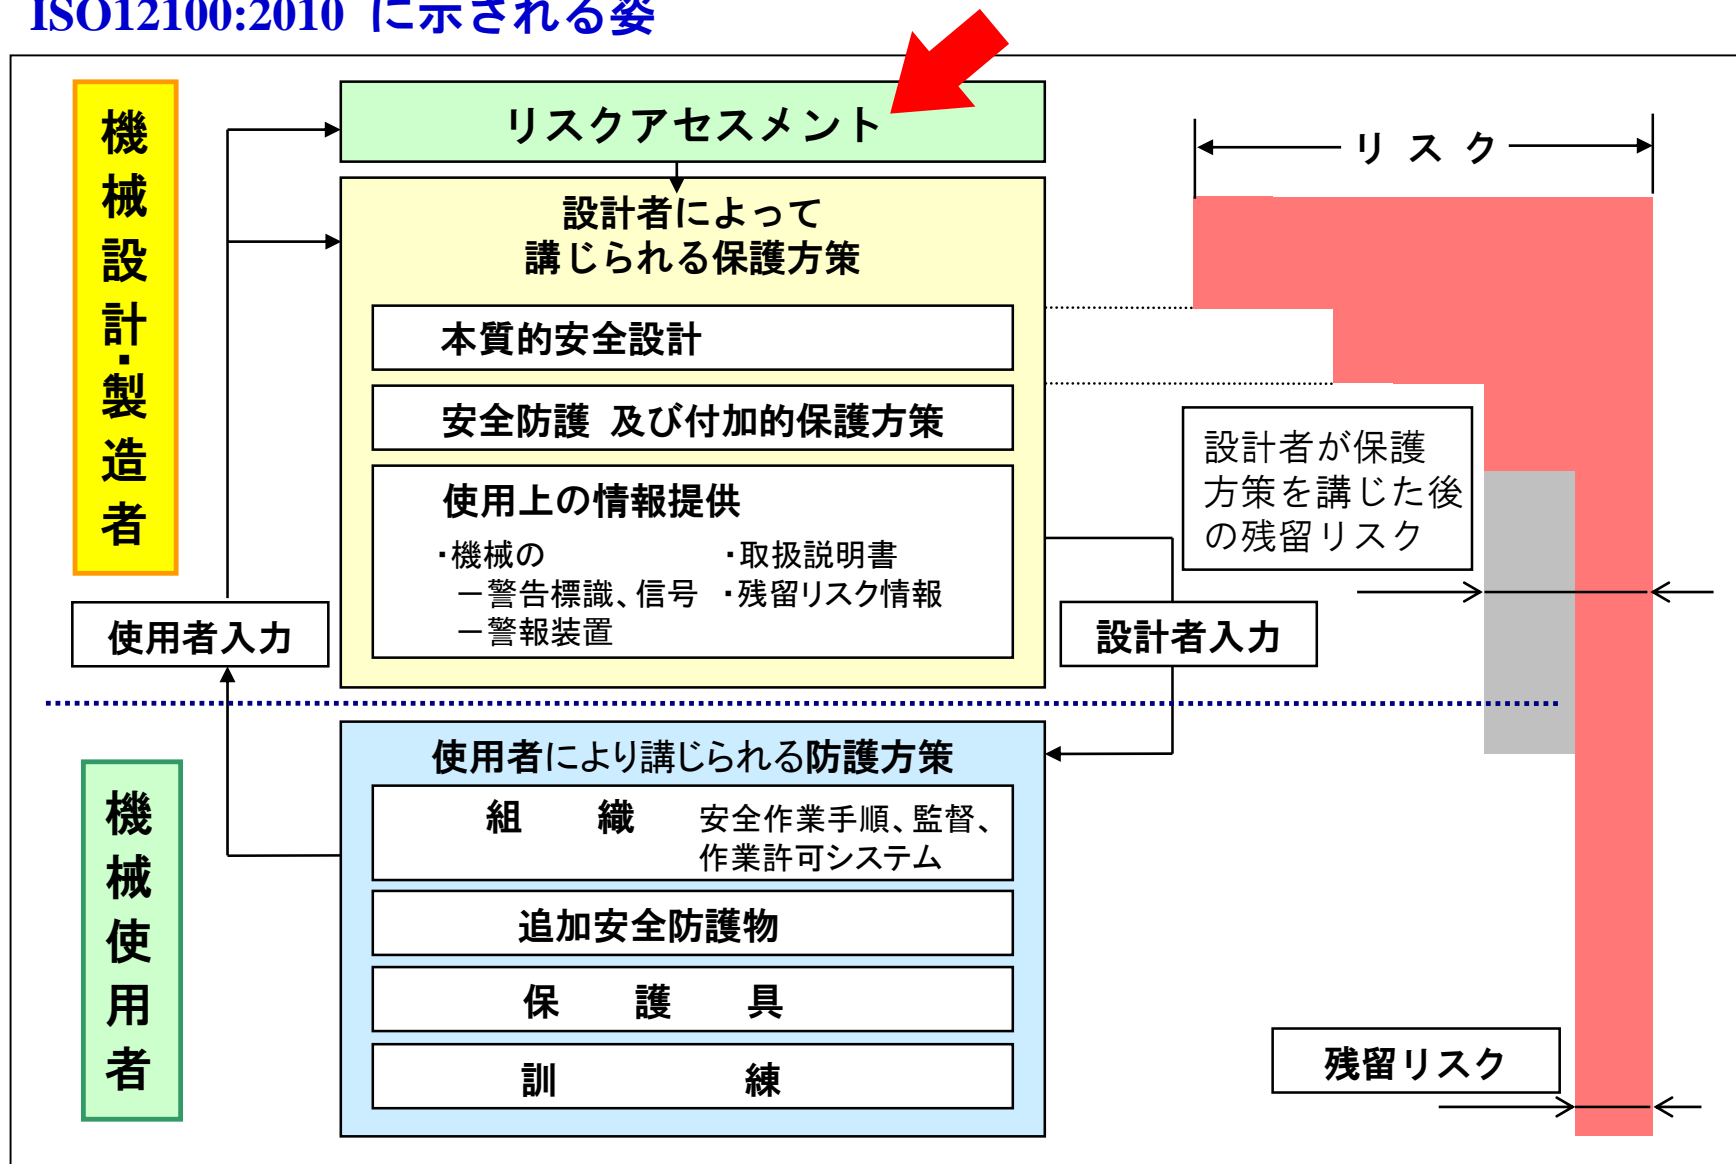 ISO12100:2010 に示される姿
機械設計・製造者
リスクアセスメント
リスク
設計者によって
講じられる保護方策
本質的安全設計
安全防護 及び付加的保護方策
使用上の情報提供
・機械の
－警告標識、信号
－警報装置
・取扱説明書
・残留リスク情報
設計者が保護
方策を講じた後
の残留リスク
使用者入力
設計者入力
機械使用者
使用者により講じられる防護方策
組織 安全作業手順、監督、
作業許可システム
追加安全防護物
保護具
訓練
残留リスク